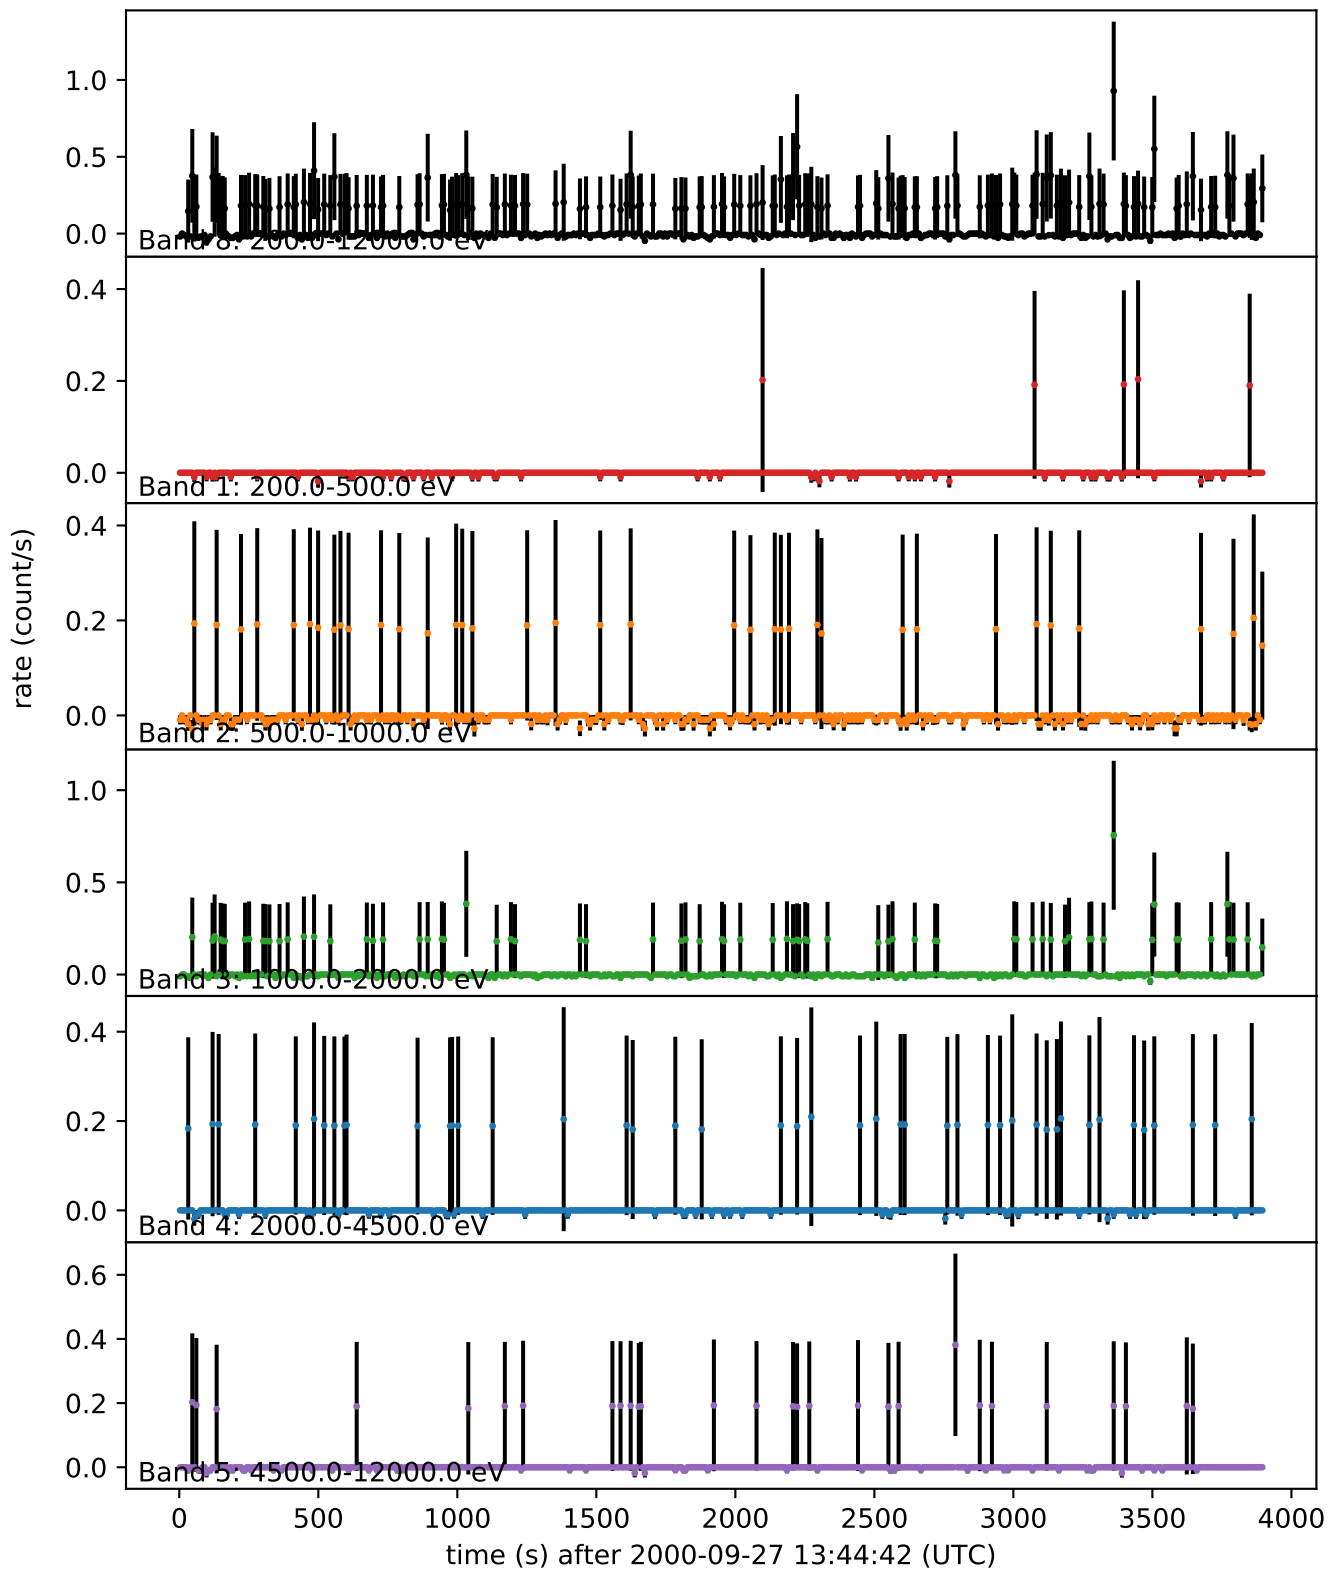 1.0
0.5
0.0
Band 8: 200.0-12000.0 eV
0.4
0.2
0.0
Band 1: 200.0-500.0 eV
0.4
0.2
0.0
Band 2: 500.0-1000.0 eV
rate (count/s)
1.0
0.5
0.0
Band 3: 1000.0-2000.0 eV
0.4
0.2
0.0
Band 4: 2000.0-4500.0 eV
0.6
0.4
0.2
0.0
Band 5: 4500.0-12000.0 eV
0 500 1000 1500 2000 2500 3000 3500 4000
time (s) after 2000-09-27 13:44:42 (UTC)